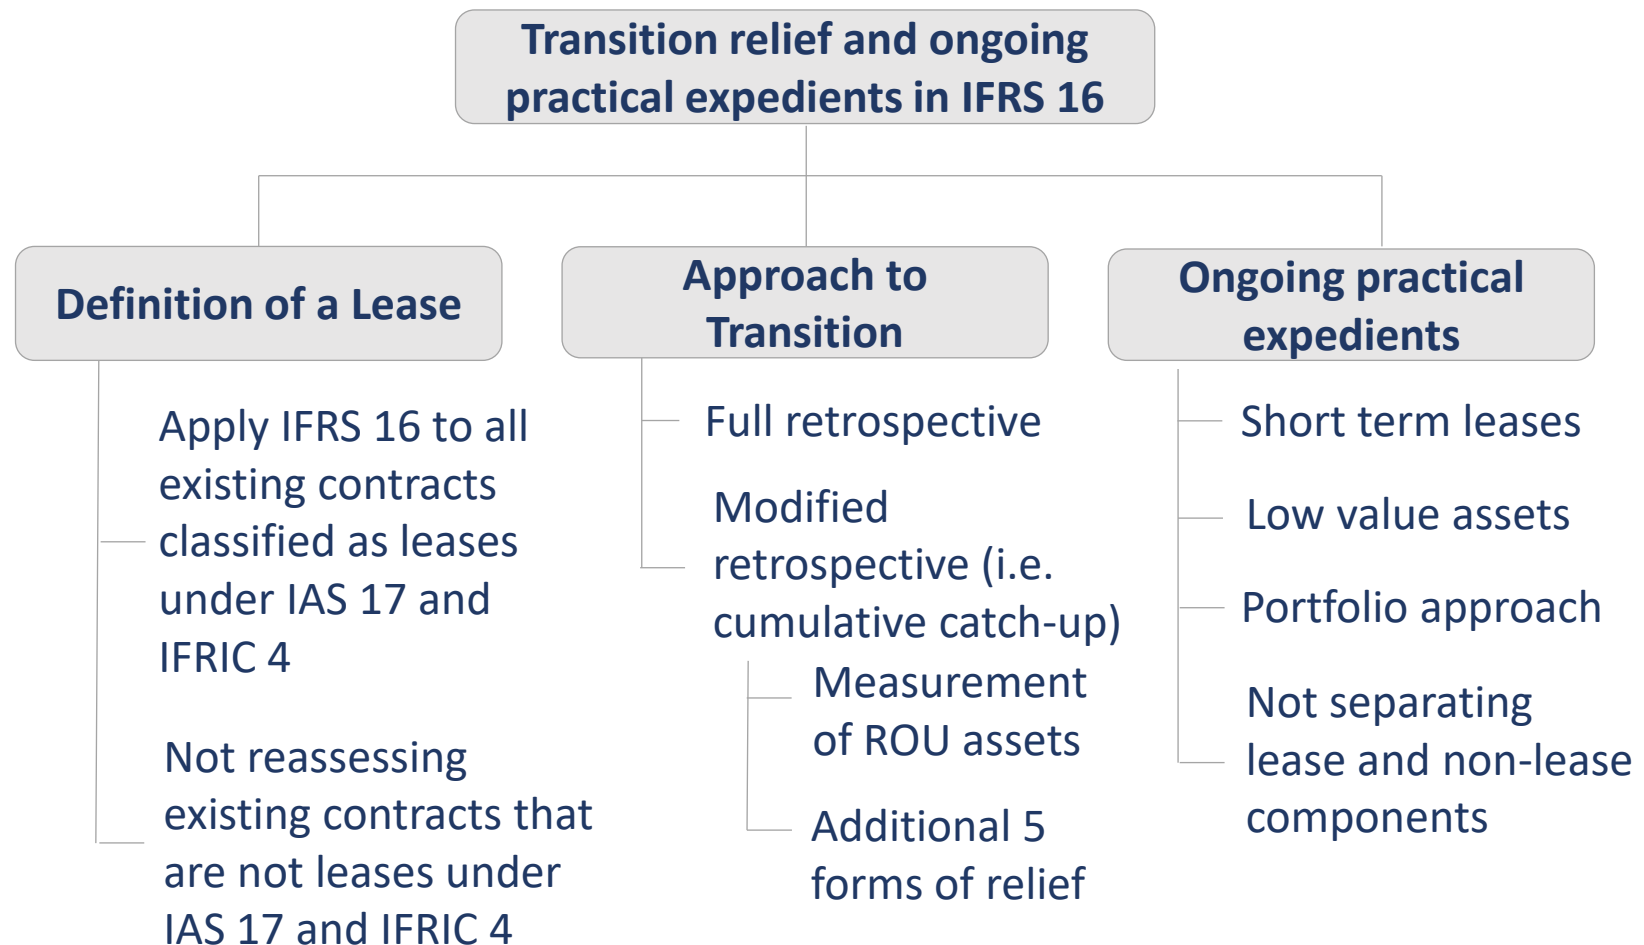 Transition relief and ongoing
practical expedients in IFRS 16
Definition of a Lease
Apply IFRS 16 to all
existing contracts
classified as leases
under IAS 17 and
IFRIC 4
Not reassessing
existing contracts that
are not leases under
IAS 17 and IFRIC 4
Approach to
Transition
Full retrospective
Modified
retrospective (i.e.
cumulative catch-up)
Measurement
of ROU assets
Additional 5
forms of relief
Ongoing practical
expedients
Short term leases
Low value assets
Portfolio approach
Not separating
lease and non-lease
components